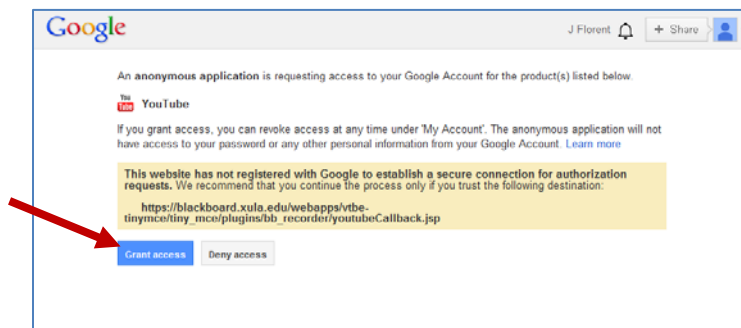 Google
J Florent + Share
An anonymous application is requesting access to your Google Account for the product(s) listed below.
You Tube YouTube
If you grant access, you can revoke access at any time under 'My Account'. The anonymous application will not
have access to your password or any other personal information from your Google Account. Learn more
This website has not registered with Google to establish a secure connection for authorization
requests. We recommend that you continue the process only if you trust the following destination:
https://blackboard.xula.edu/webapps/vtbe-
tinymce/tiny_mce/plugins/bb_recorder/youtubeCallback.jsp
Grant access Deny access